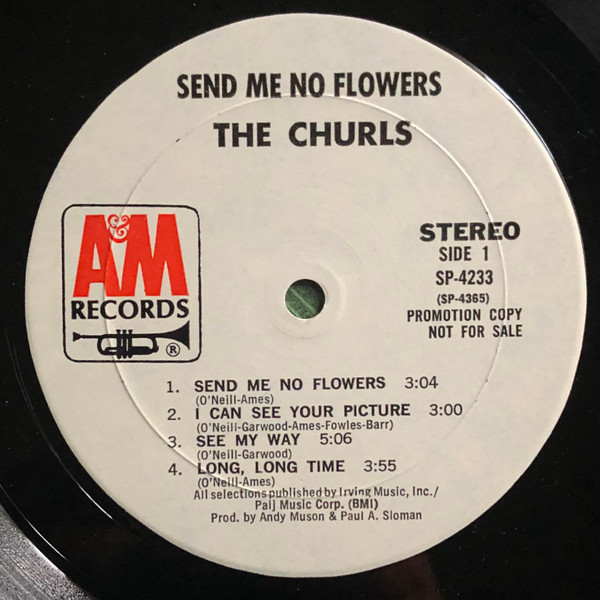 SEND ME NO FLOWERS
THE CHURLS
A&M
RECORDS
®
STEREO
SIDE 1
SP-4233
(SP-4365)
PROMOTION COPY
NOT FOR SALE
1. SEND ME NO FLOWERS 3:04
(O'Neill-Ames)
2. I CAN SEE YOUR PICTURE 3:00
(O'Neill-Garwood-Ames-Fowles-Barr)
3. SEE MY WAY 5:06
(O'Neill-Garwood)
4. LONG, LONG TIME 3:55
(O'Neill-Ames)
All selections published by Irving Music, Inc./
Paij Music Corp. (BMI)
Prod. by Andy Muson & Paul A. Sloman